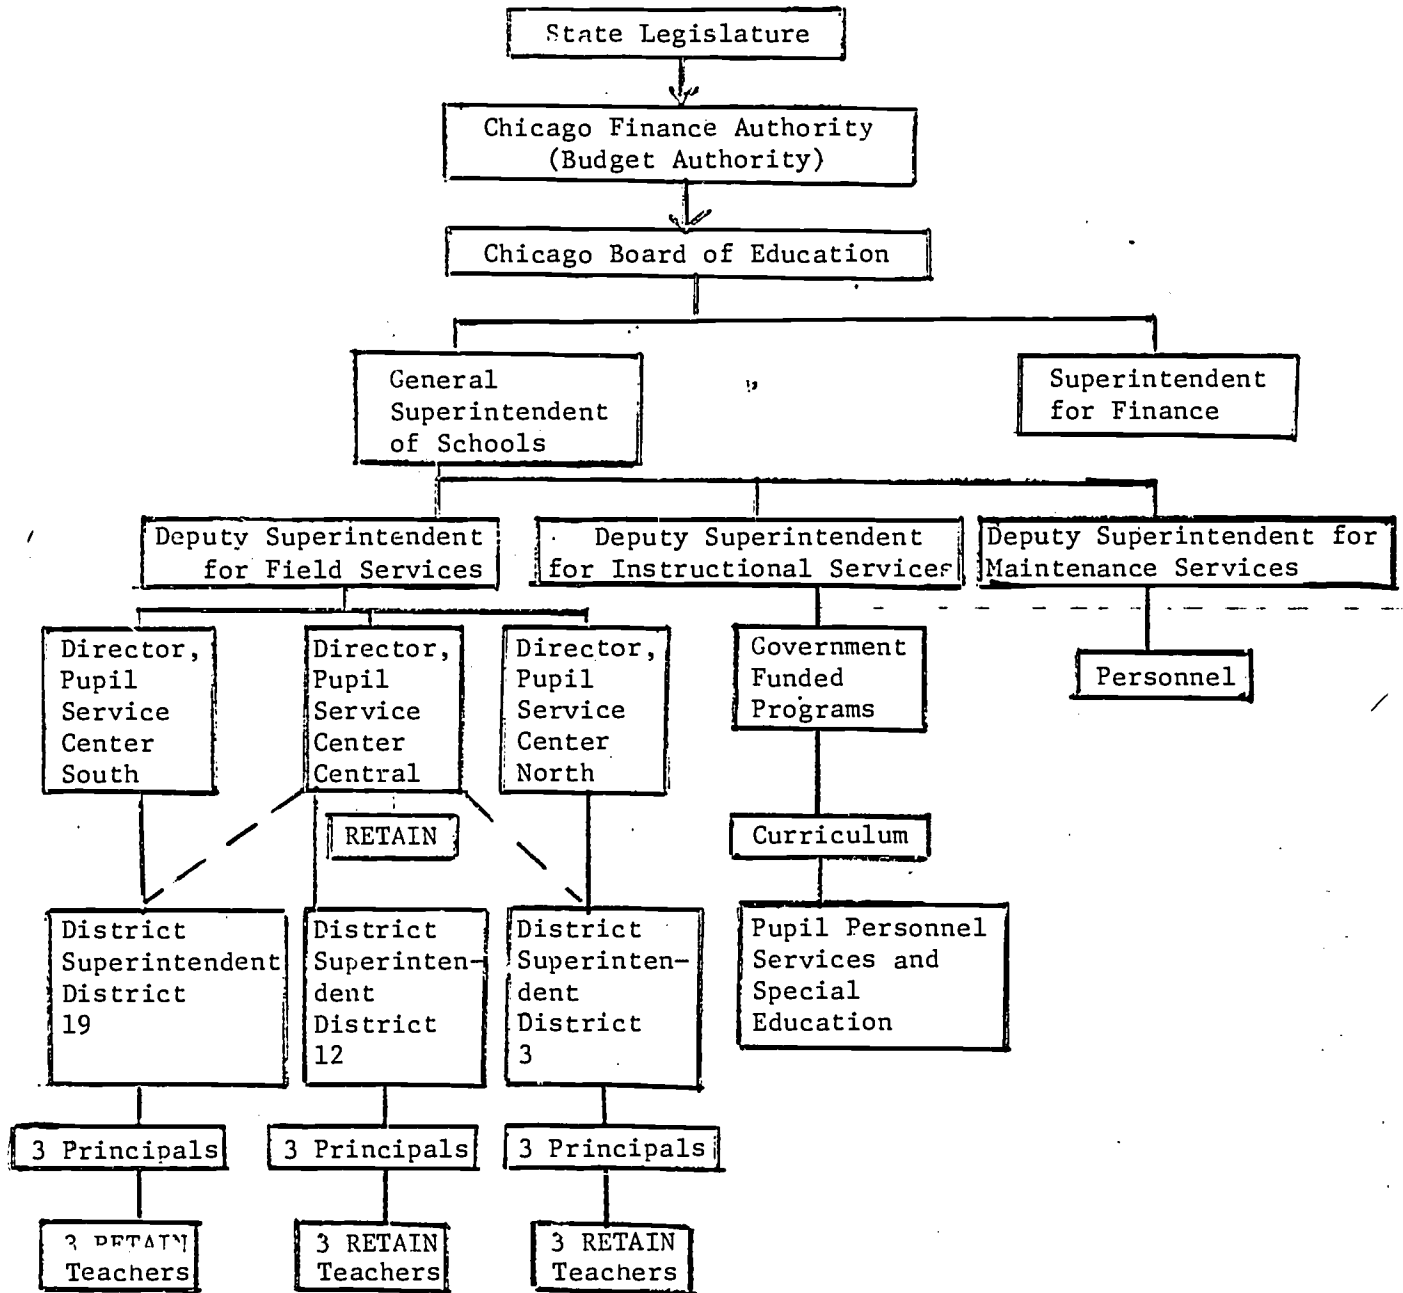 State Legislature
Chicago Finance Authority
(Budget Authority)
Chicago Board of Education
General
Superintendent
of Schools
Superintendent
for Finance
Deputy Superintendent
for Field Services
Deputy Superintendent
for Instructional Services
Deputy Superintendent for
Maintenance Services
Director,
Pupil
Service
Center
South
Director,
Pupil
Service
Center
Central
Director,
Pupil
Service
Center
North
Government
Funded
Programs
Personnel
RETAIN
Curriculum
District
Superintendent
District
19
District
Superinten-
dent
District
12
District
Superinten-
dent
District
3
Pupil Personnel
Services and
Special
Education
3 Principals
3 Principals
3 Principals
3 RETAIN
Teachers
3 RETAIN
Teachers
3 RETAIN
Teachers